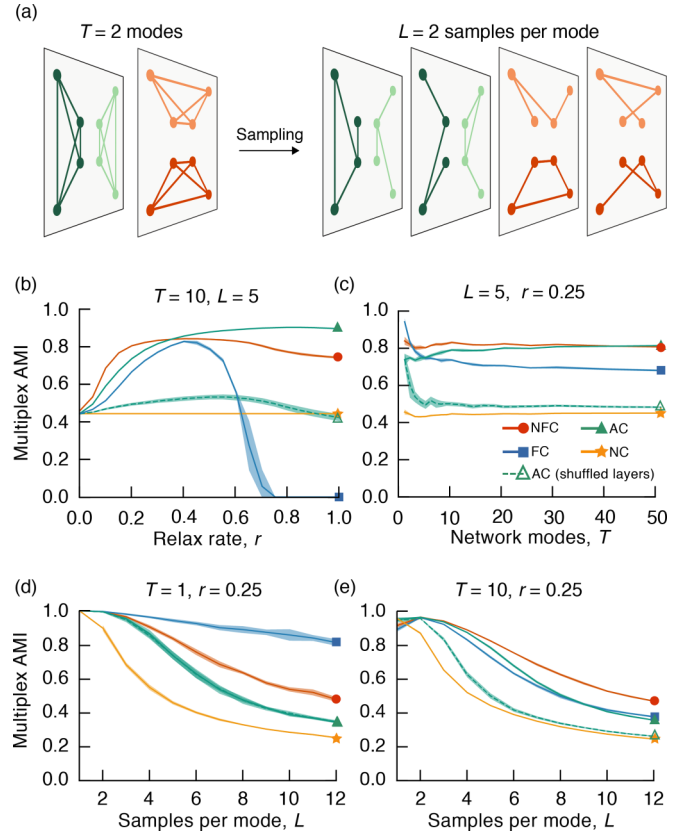 (a)
T = 2 modes
L = 2 samples per mode
Sampling
(b)
T = 10, L = 5
Multiplex AMI
1.0
0.8
0.6
0.4
0.2
0.0
0.0 0.2 0.4 0.6 0.8 1.0
Relax rate, r
(c)
L = 5, r = 0.25
1.0
0.8
0.6
0.4
0.2
0.0
NFC
AC
FC
NC
AC (shuffled layers)
0 10 20 30 40 50
Network modes, T
(d)
T = 1, r = 0.25
Multiplex AMI
1.0
0.8
0.6
0.4
0.2
0.0
2 4 6 8 10 12
Samples per mode, L
(e)
T = 10, r = 0.25
1.0
0.8
0.6
0.4
0.2
0.0
2 4 6 8 10 12
Samples per mode, L